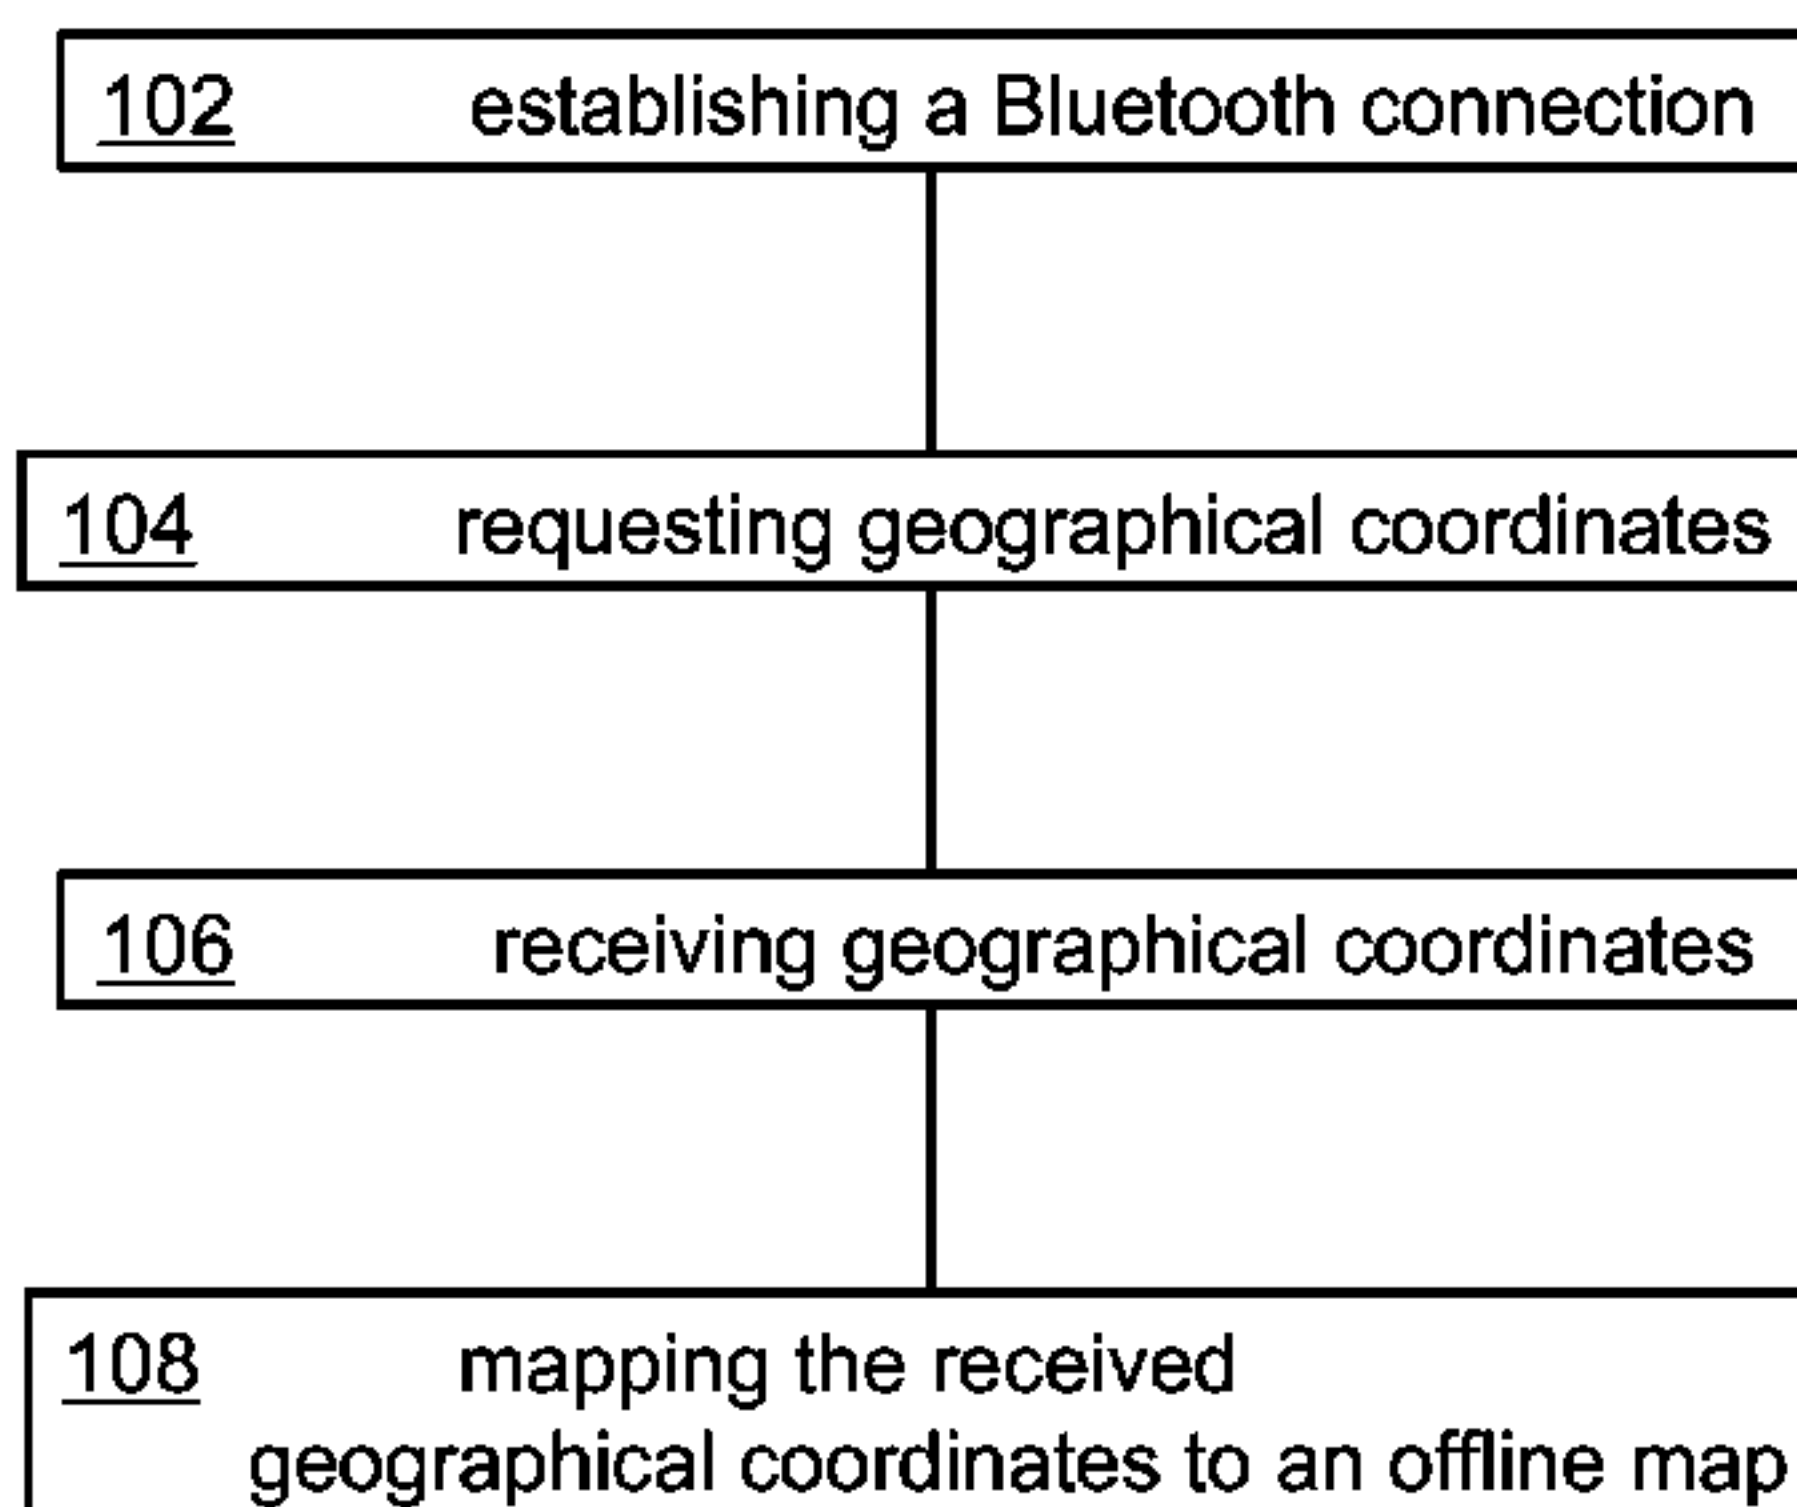 102 establishing a Bluetooth connection
104 requesting geographical coordinates
106 receiving geographical coordinates
108 mapping the received
geographical coordinates to an offline map